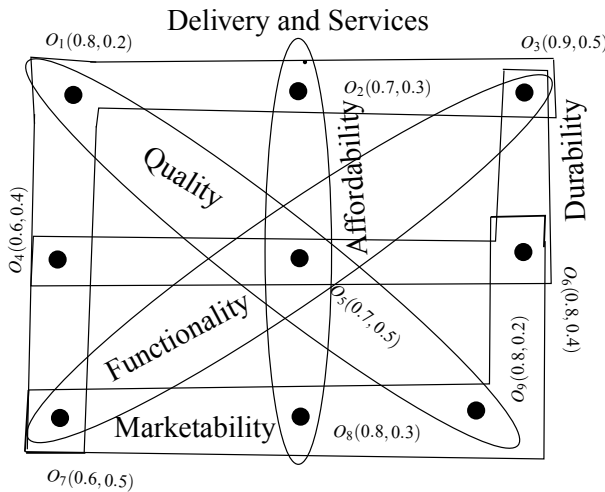 Delivery and Services
O1(0.8,0.2)
O3(0.9,0.5)
O2(0.7,0.3)
Quality
Affordability
Durability
O4(0.6,0.4)
O5(0.7,0.5)
O6(0.8,0.4)
Functionality
O9(0.8,0.2)
Marketability
O8(0.8,0.3)
O7(0.6,0.5)